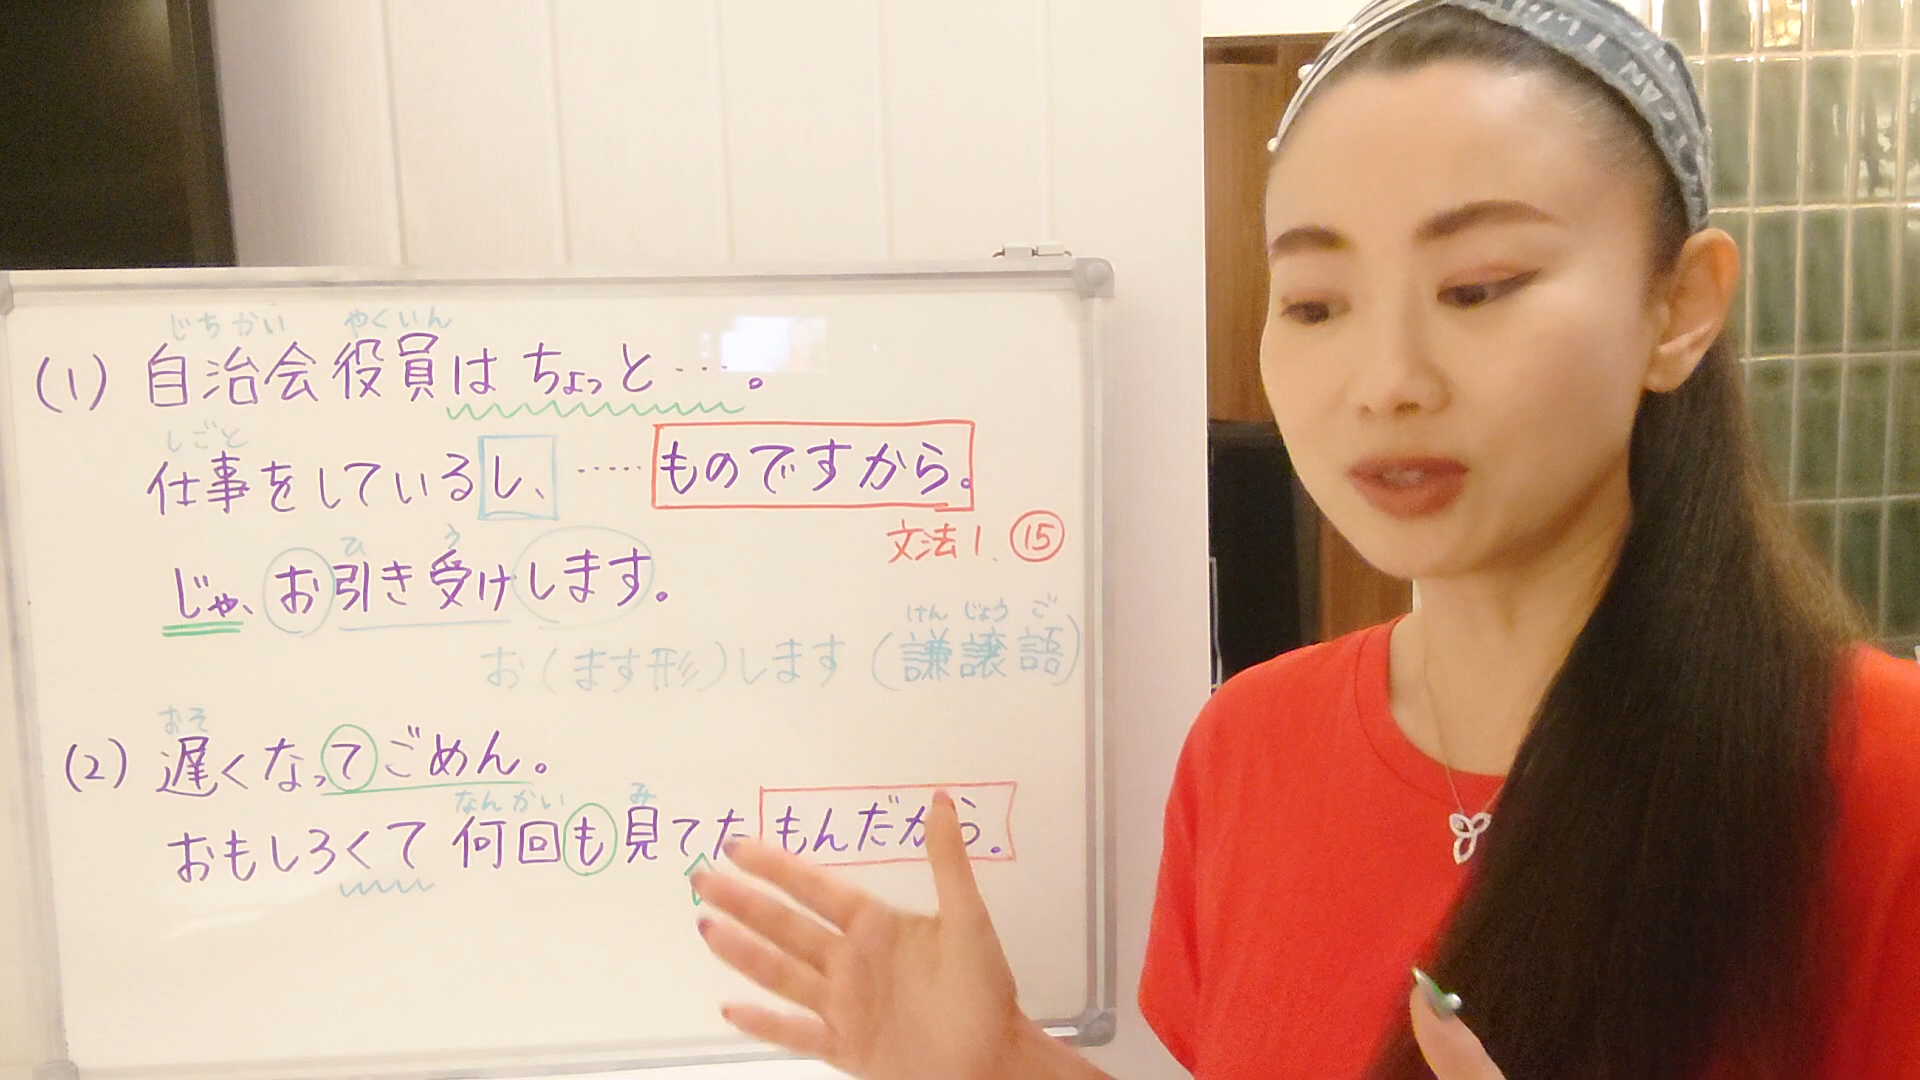 じちかい やくいん
(1) 自治会役員は ちょっと…。
しごと
仕事をしているし、……ものですから。
文法1. ⑮
ひ う
じゃ、お引き受けします。
けんじょうご
お(ます形)します(謙譲語)
おそ
(2) 遅くなってごめん。
なんかい み
おもしろくて 何回も見てた もんだから。